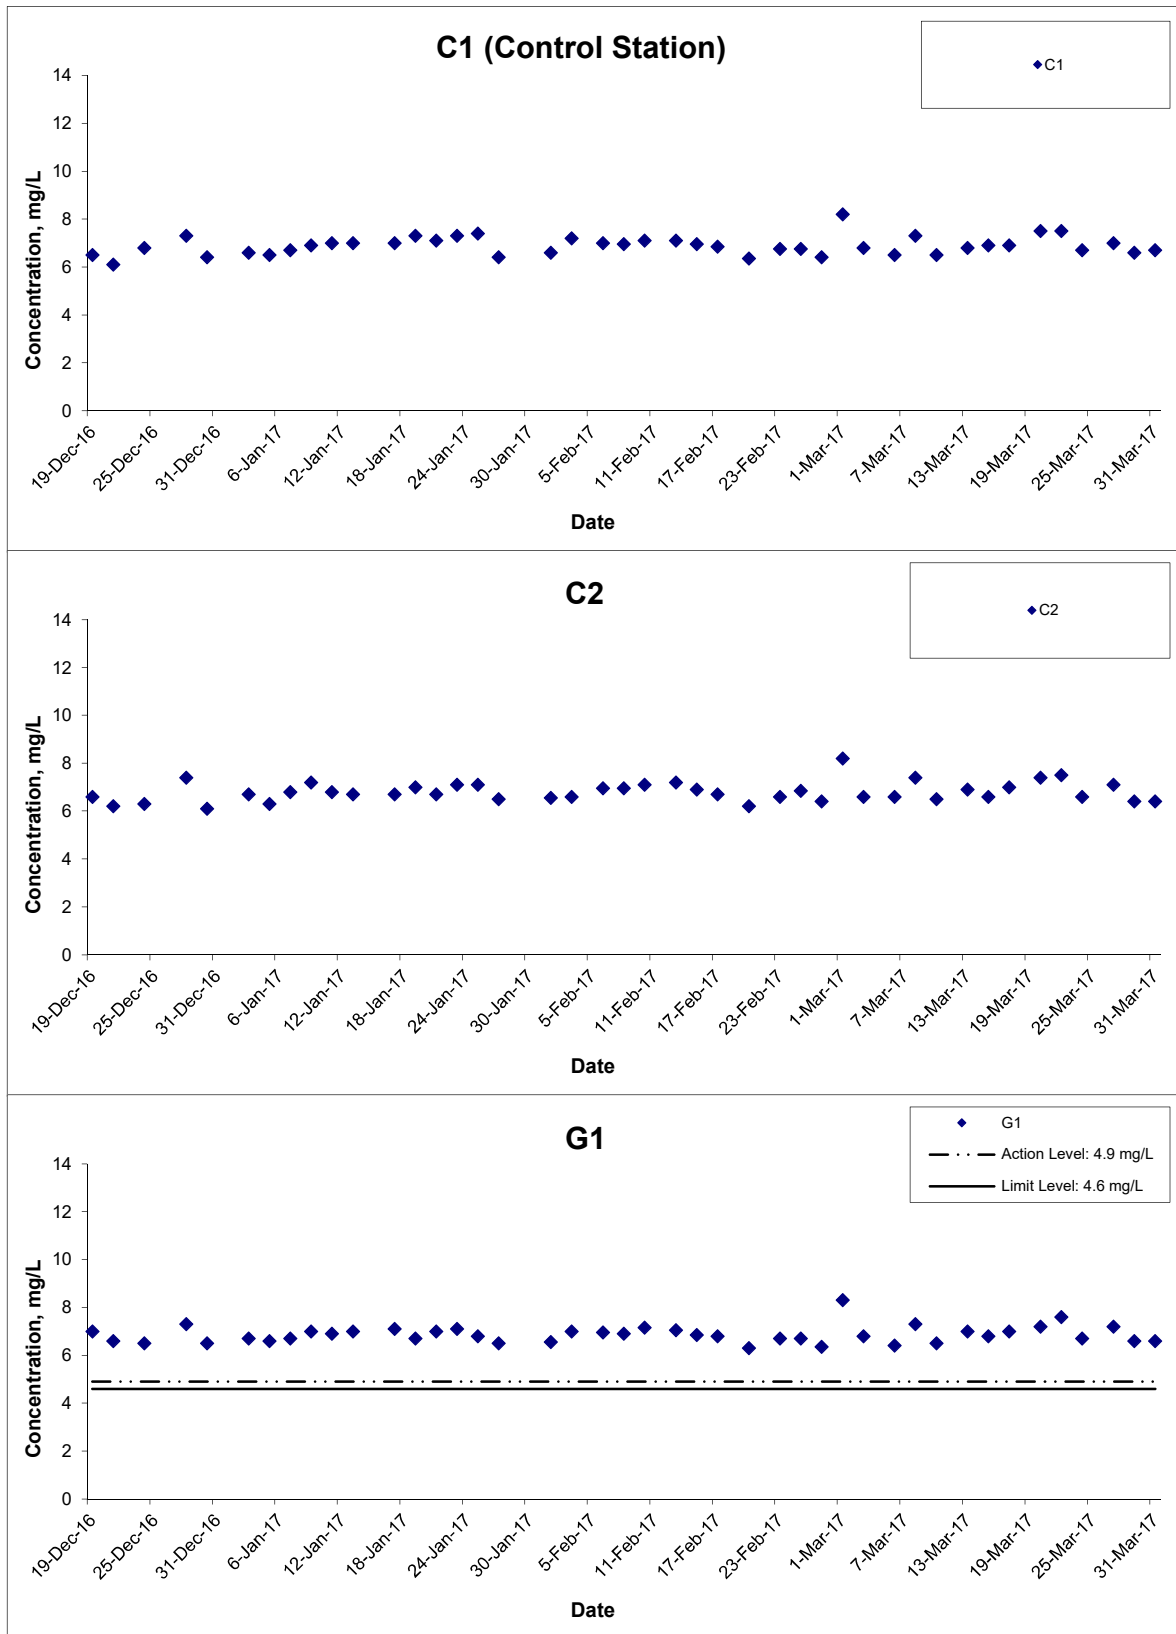 C1 (Control Station)
C1
14
12
10
8
6
4
2
0
Concentration, mg/L
19-Dec-16
25-Dec-16
31-Dec-16
6-Jan-17
12-Jan-17
18-Jan-17
24-Jan-17
30-Jan-17
5-Feb-17
11-Feb-17
17-Feb-17
23-Feb-17
1-Mar-17
7-Mar-17
13-Mar-17
19-Mar-17
25-Mar-17
31-Mar-17
Date
C2
C2
14
12
10
8
6
4
2
0
Concentration, mg/L
19-Dec-16
25-Dec-16
31-Dec-16
6-Jan-17
12-Jan-17
18-Jan-17
24-Jan-17
30-Jan-17
5-Feb-17
11-Feb-17
17-Feb-17
23-Feb-17
1-Mar-17
7-Mar-17
13-Mar-17
19-Mar-17
25-Mar-17
31-Mar-17
Date
G1
G1
Action Level: 4.9 mg/L
Limit Level: 4.6 mg/L
14
12
10
8
6
4
2
0
Concentration, mg/L
19-Dec-16
25-Dec-16
31-Dec-16
6-Jan-17
12-Jan-17
18-Jan-17
24-Jan-17
30-Jan-17
5-Feb-17
11-Feb-17
17-Feb-17
23-Feb-17
1-Mar-17
7-Mar-17
13-Mar-17
19-Mar-17
25-Mar-17
31-Mar-17
Date